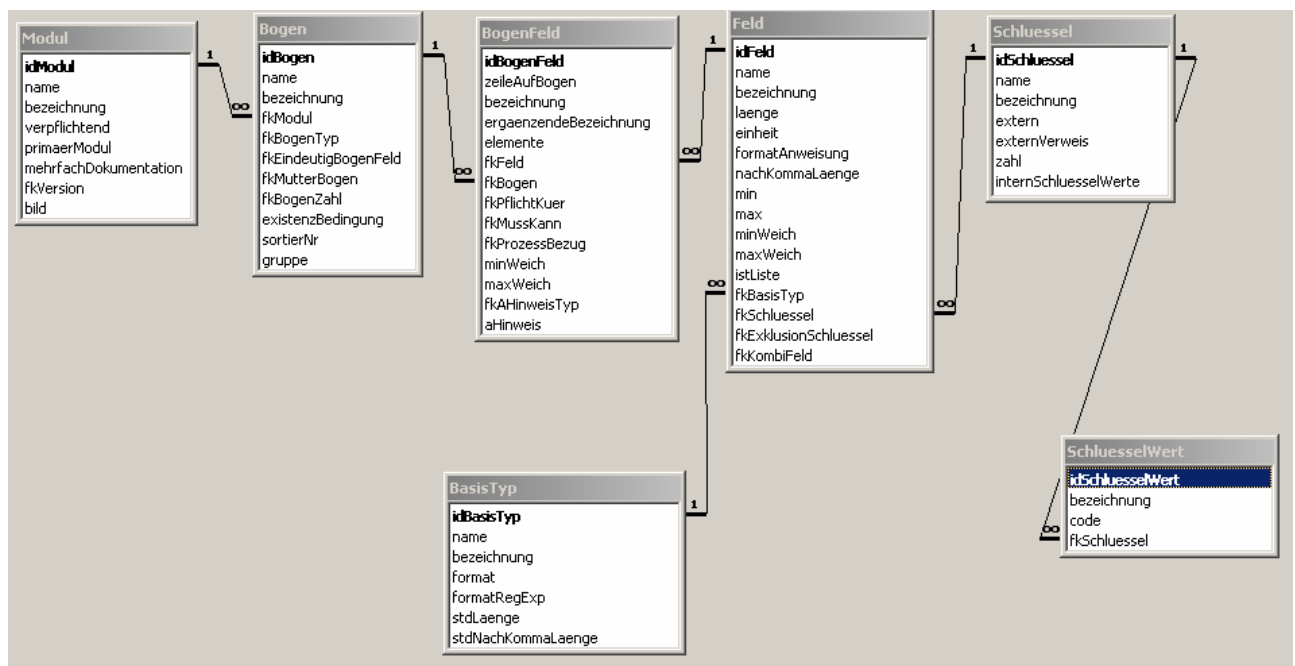 Modul
idModul
name
bezeichnung
verpflichtend
primaerModul
mehrfachDokumentation
fkVersion
bild
1
∞
Bogen
idBogen
name
bezeichnung
fkModul
fkBogenTyp
fkEindeutigBogenFeld
fkMutterBogen
fkBogenZahl
existenzBedingung
sortierNr
gruppe
1
∞
BogenFeld
idBogenFeld
zeileAufBogen
bezeichnung
ergaenzendeBezeichnung
elemente
fkFeld
fkBogen
fkPflichtKuer
fkMussKann
fkProzessBezug
minWeich
maxWeich
fkAHinweisTyp
aHinweis
1
∞
Feld
idFeld
name
bezeichnung
laenge
einheit
formatAnweisung
nachKommaLaenge
min
max
minWeich
maxWeich
istListe
fkBasisTyp
fkSchluessel
fkExklusionSchluessel
fkKombiFeld
∞
1
∞
Schluessel
idSchluessel
name
bezeichnung
extern
externVerweis
zahl
internSchluesselWerte
1
∞
SchluesselWert
idSchluesselWert
bezeichnung
code
fkSchluessel
BasisTyp
idBasisTyp
name
bezeichnung
format
formatRegExp
stdLaenge
stdNachKommaLaenge
1